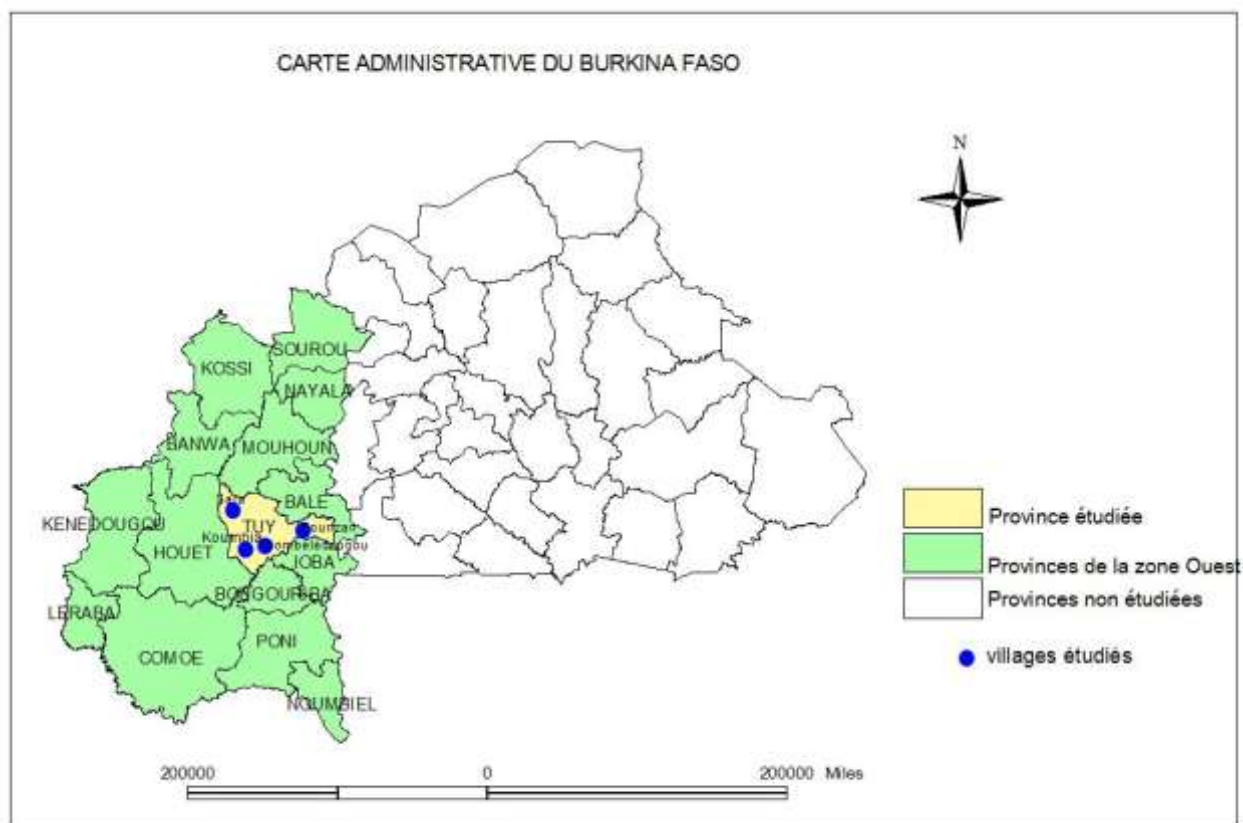 CARTE ADMINISTRATIVE DU BURKINA FASO
N
SOUROU
KOSSI
NAYALA
BANWA
MOUHOUN
BALE
KENEDOUGOU
TUY
Koumbia
HOUET
IOBA
LERABA
PONI
COMOE
NOUMBIEL
Province étudiée
Provinces de la zone Ouest
Provinces non étudiées
villages étudiés
200000 0 200000 Miles